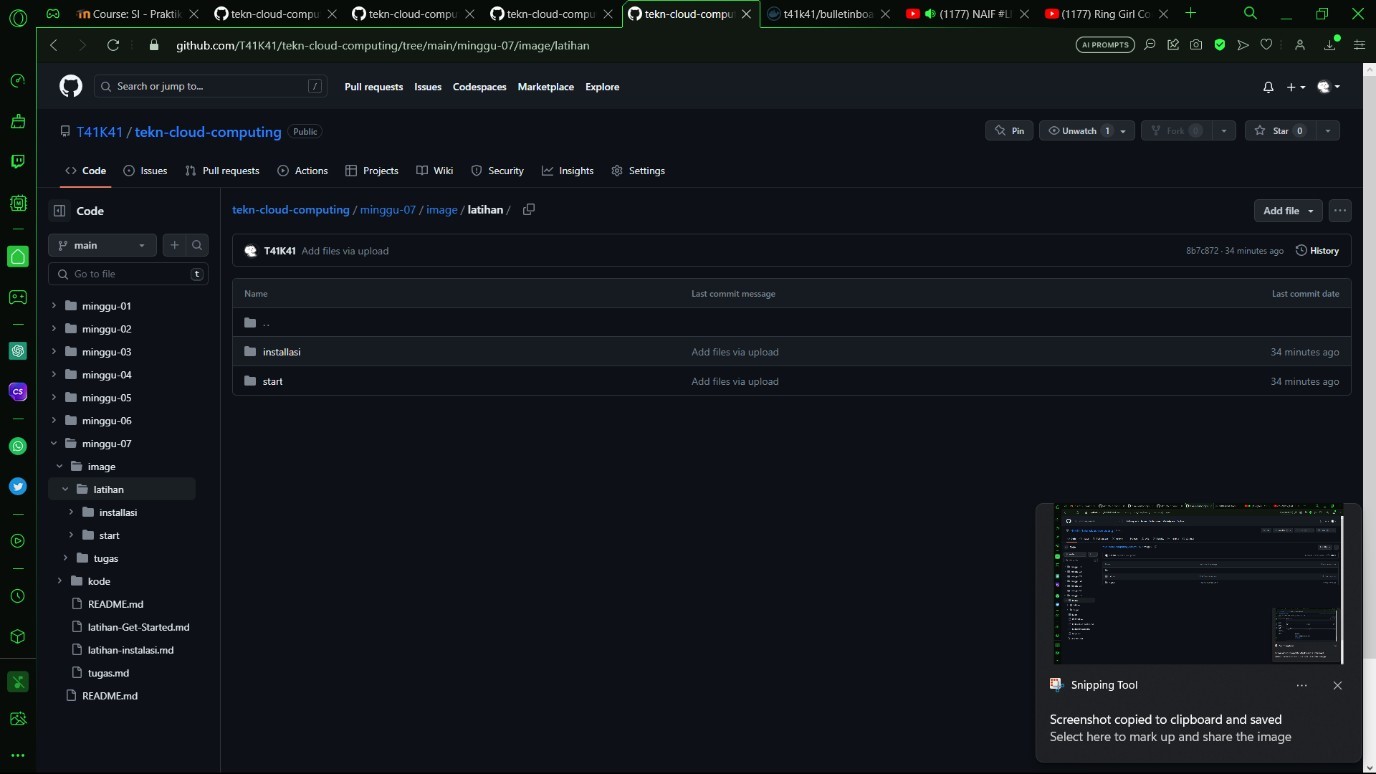 Course: SI - Praktik
tekn-cloud-compu
tekn-cloud-compu
tekn-cloud-compu
tekn-cloud-compu
t41k41/bulletinboa
(1177) NAIF #LI
(1177) Ring Girl Co
github.com/T41K41/tekn-cloud-computing/tree/main/minggu-07/image/latihan
AI PROMPTS
Search or jump to...
/
Pull requests
Issues
Codespaces
Marketplace
Explore
T41K41 / tekn-cloud-computing
Public
Pin
Unwatch 1
Fork 0
Star 0
Code
Issues
Pull requests
Actions
Projects
Wiki
Security
Insights
Settings
Code
main
Go to file
t
minggu-01
minggu-02
minggu-03
minggu-04
minggu-05
minggu-06
minggu-07
image
latihan
installasi
start
tugas
kode
README.md
latihan-Get-Started.md
latihan-instalasi.md
tugas.md
README.md
tekn-cloud-computing / minggu-07 / image / latihan /
Add file
T41K41 Add files via upload
8b7c872 · 34 minutes ago
History
Name
Last commit message
Last commit date
..
installasi
Add files via upload
34 minutes ago
start
Add files via upload
34 minutes ago
Snipping Tool
Screenshot copied to clipboard and saved
Select here to mark up and share the image
CS